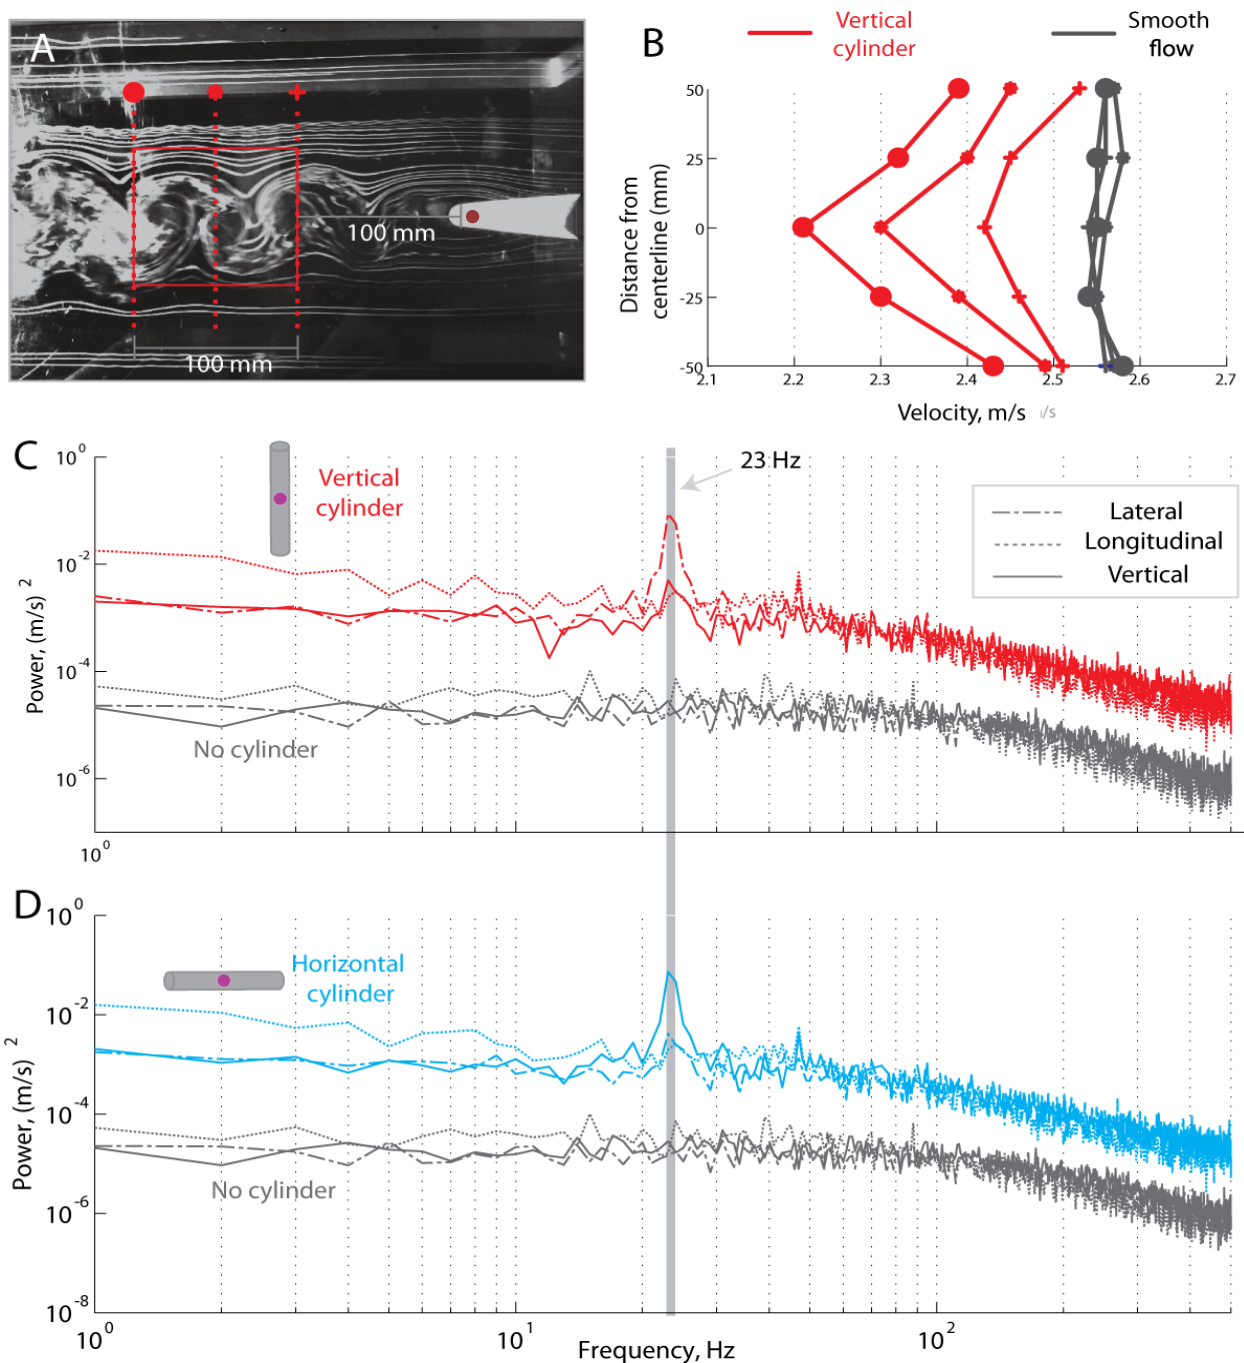 A
100 mm
100 mm
B
Vertical
cylinder
Smooth
flow
Distance from
centerline (mm)
50
25
0
-25
-50
2.1
2.2
2.3
2.4
2.5
2.6
2.7
Velocity, m/s
/s
C
Vertical
cylinder
23 Hz
Lateral
Longitudinal
Vertical
Power, (m/s) 2
10 0
10 -2
10 -4
10 -6
No cylinder
10 0
D
Horizontal
cylinder
Power, (m/s) 2
10 0
10 -2
10 -4
10 -6
10 -8
No cylinder
10 0
10 1
10 2
Frequency, Hz